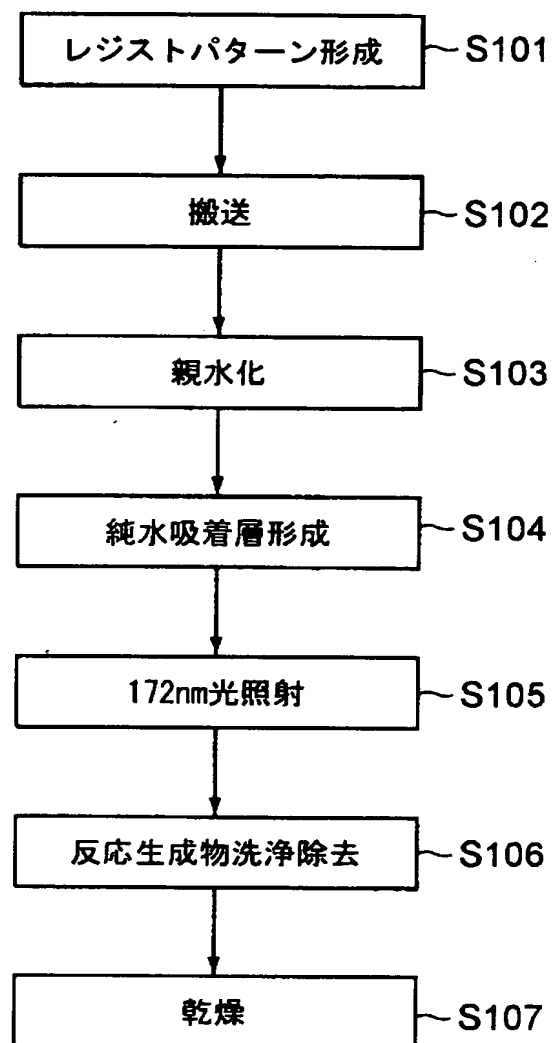 レジストパターン形成 S101
搬送 S102
親水化 S103
純水吸着層形成 S104
172nm光照射 S105
反応生成物洗浄除去 S106
乾燥 S107